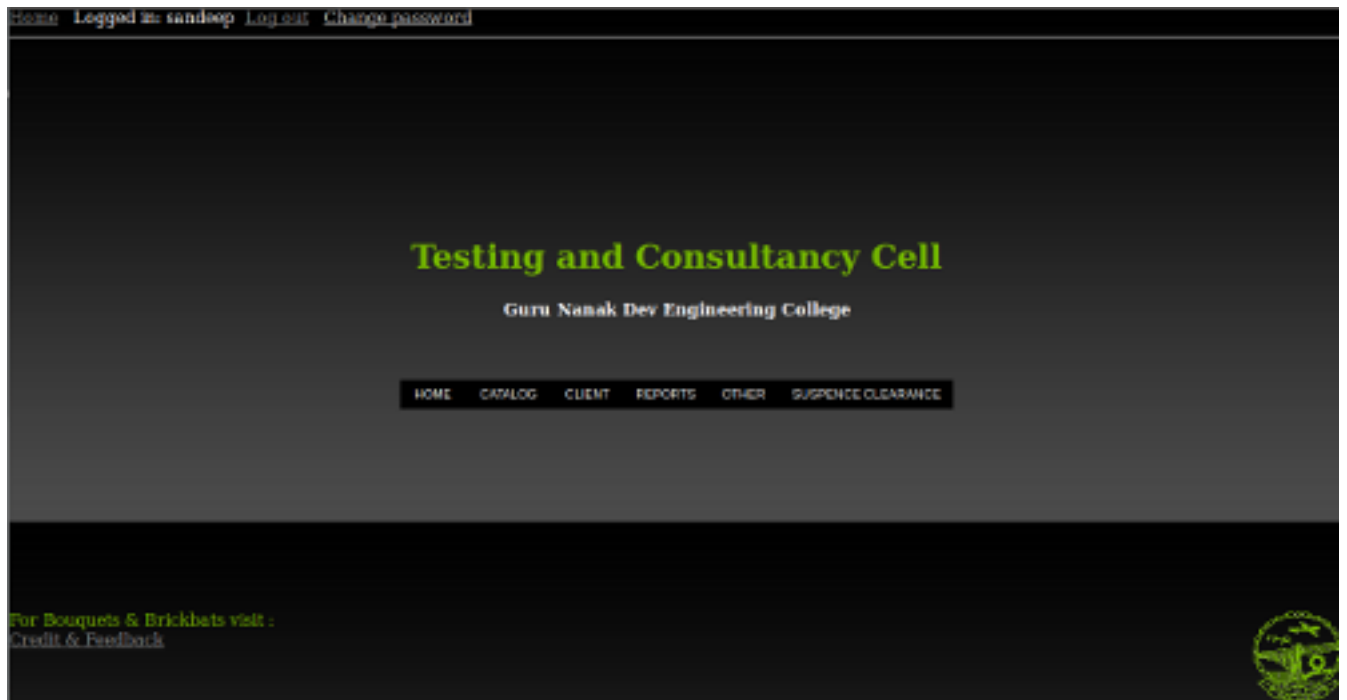 Home Logged in: sandeep Log out Change password
Testing and Consultancy Cell
Guru Nanak Dev Engineering College
HOME CATALOG CLIENT REPORTS OTHER SUSPENCE CLEARANCE
For Bouquets & Brickbats visit :
Credit & Feedback